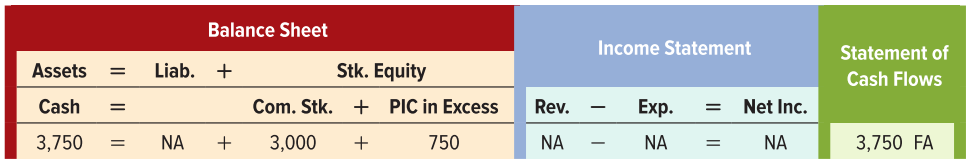 Balance Sheet
Income Statement
Statement of
Cash Flows
Assets = Liab. + Stk. Equity
Cash = Com. Stk. + PIC in Excess Rev. − Exp. = Net Inc.
3,750 = NA + 3,000 + 750 NA − NA = NA 3,750 FA